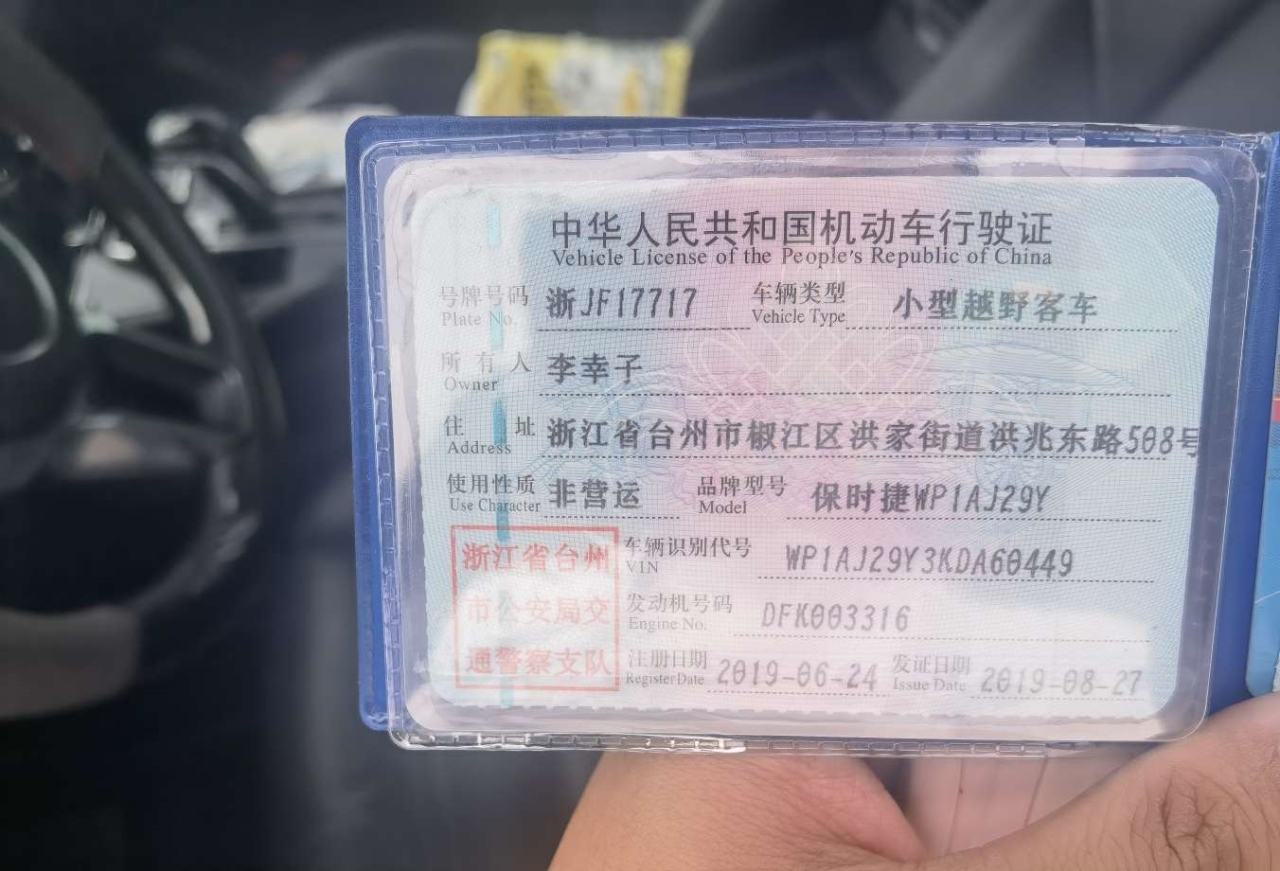 中华人民共和国机动车行驶证
Vehicle License of the People's Republic of China
号牌号码 浙JF17717 车辆类型 小型越野客车
Plate No. Vehicle Type
所有人 李幸子
Owner
住址 浙江省台州市椒江区洪家街道洪兆东路508号
Address
使用性质 非营运 品牌型号 保时捷WP1AJ29Y
Use Character Model
浙江省台州 车辆识别代号 WP1AJ29Y3KDA60449
VIN
市公安局交 发动机号码 DFK003316
Engine No.
通警察支队 注册日期 2019-06-24 发证日期 2019-08-27
Register Date Issue Date